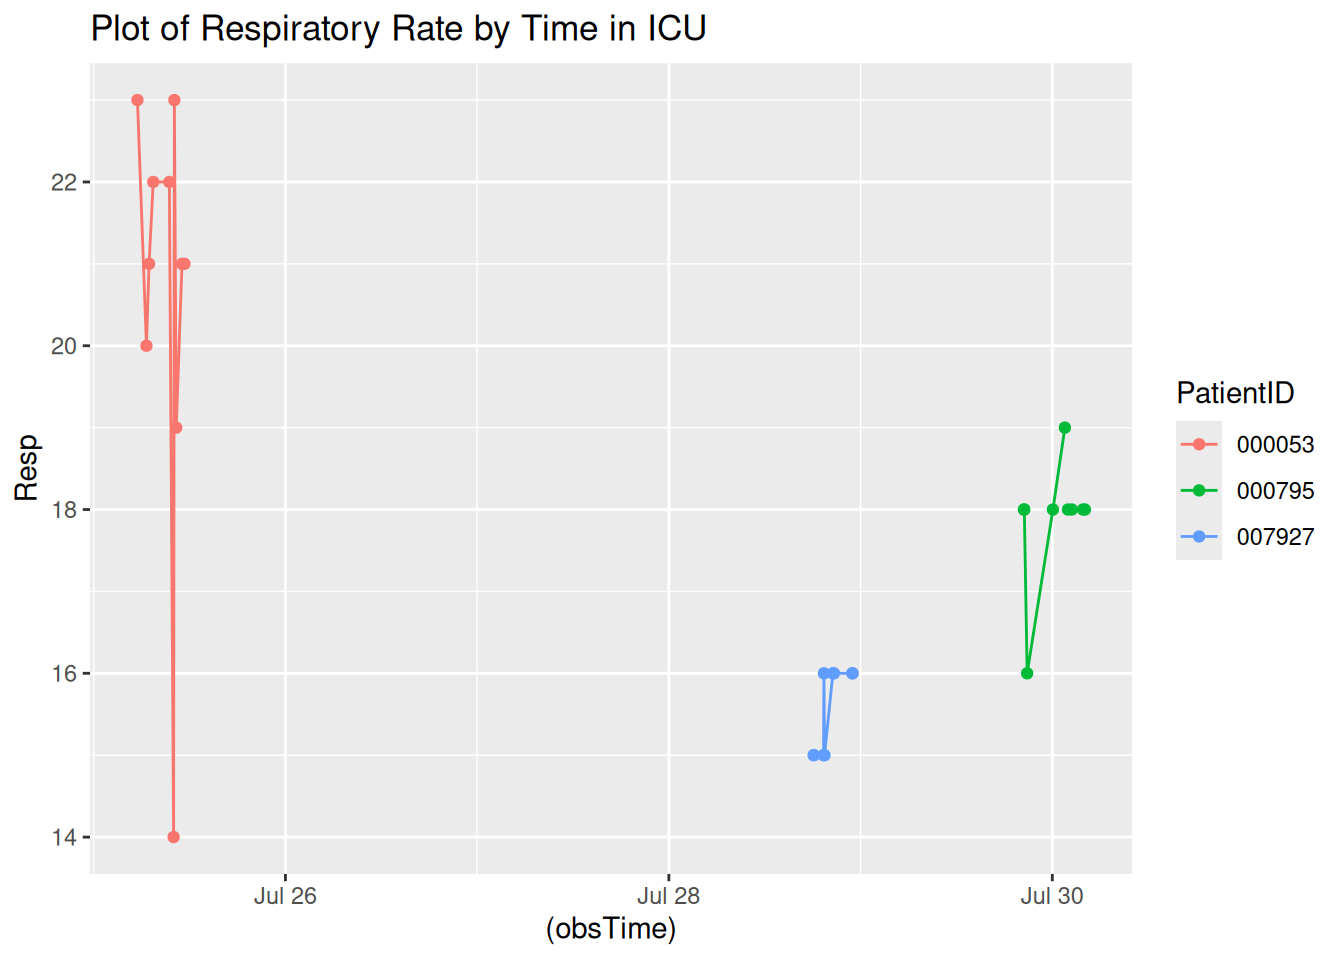 Plot of Respiratory Rate by Time in ICU
22
20
18
16
14
Resp
Jul 26
Jul 28
Jul 30
(obsTime)
PatientID
000053
000795
007927